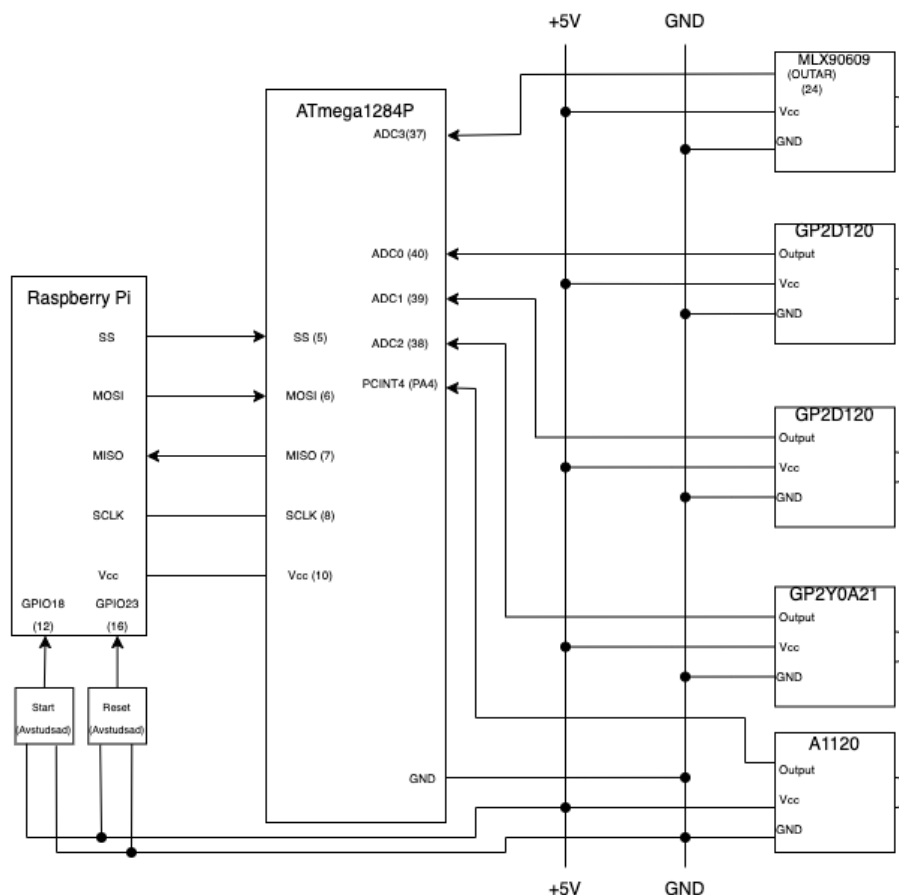 +5V
GND
MLX90609
(OUTAR)
(24)
Vcc
GND
ATmega1284P
ADC3(37)
ADC0 (40)
ADC1 (39)
ADC2 (38)
PCINT4 (PA4)
SS (5)
MOSI (6)
MISO (7)
SCLK (8)
Vcc (10)
GND
GP2D120
Output
Vcc
GND
Raspberry Pi
SS
MOSI
MISO
SCLK
Vcc
GPIO18
(12)
GPIO23
(16)
Start
(Avstudsad)
Reset
(Avstudsad)
GP2D120
Output
Vcc
GND
GP2Y0A21
Output
Vcc
GND
A1120
Output
Vcc
GND
+5V
GND